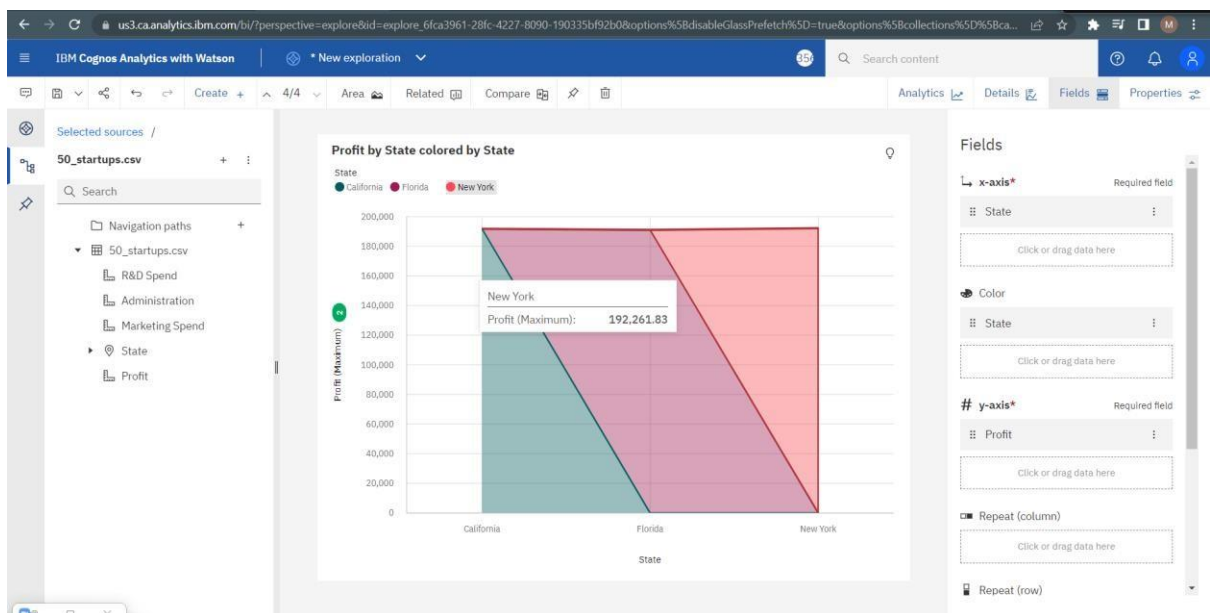 us3.ca.analytics.ibm.com/bi/?perspective=explore&id=explore_6fca3961-28fc-4227-8090-190335bf92b0&options%5BdisableGlassPrefetch%5D=true&options%5Bcollections%5D%5Bca...
M
IBM Cognos Analytics with Watson
* New exploration
Search content
Create +
4/4
Area
Related
Compare
Analytics
Details
Fields
Properties
Selected sources /
50_startups.csv
Search
Navigation paths
50_startups.csv
R&D Spend
Administration
Marketing Spend
State
Profit
Profit by State colored by State
State
California
Florida
New York
200,000
180,000
160,000
140,000
120,000
100,000
80,000
60,000
40,000
20,000
0
Profit (Maximum)
New York
Profit (Maximum): 192,261.83
California
Florida
New York
State
Fields
x-axis* Required field
State
Click or drag data here
Color
State
Click or drag data here
# y-axis* Required field
Profit
Click or drag data here
Repeat (column)
Click or drag data here
Repeat (row)